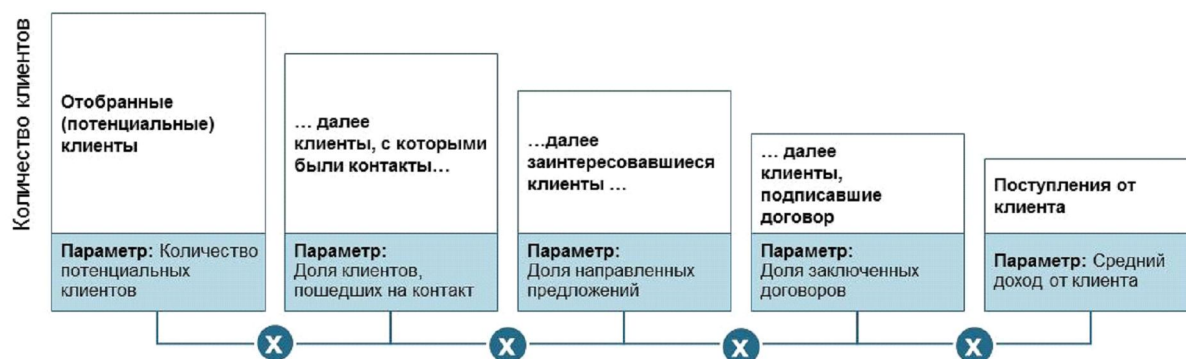 Количество клиентов
Отобранные
(потенциальные)
клиенты
Параметр: Количество
потенциальных
клиентов
… далее
клиенты, с которыми
были контакты…
Параметр:
Доля клиентов,
пошедших на контакт
…далее
заинтересовавшиеся
клиенты …
Параметр:
Доля направленных
предложений
… далее
клиенты,
подписавшие
договор
Параметр:
Доля заключенных
договоров
Поступления от
клиента
Параметр: Средний
доход от клиента
X
X
X
X